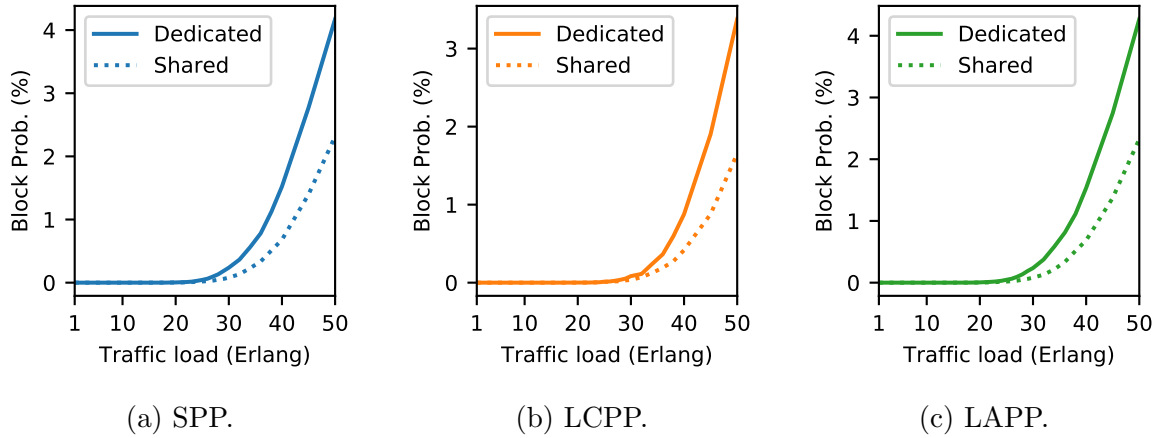 Block Prob. (%)
4
3
2
1
0
Dedicated
Shared
1 10 20 30 40 50
Traffic load (Erlang)
(a) SPP.
Block Prob. (%)
3
2
1
0
Dedicated
Shared
1 10 20 30 40 50
Traffic load (Erlang)
(b) LCPP.
Block Prob. (%)
4
3
2
1
0
Dedicated
Shared
1 10 20 30 40 50
Traffic load (Erlang)
(c) LAPP.